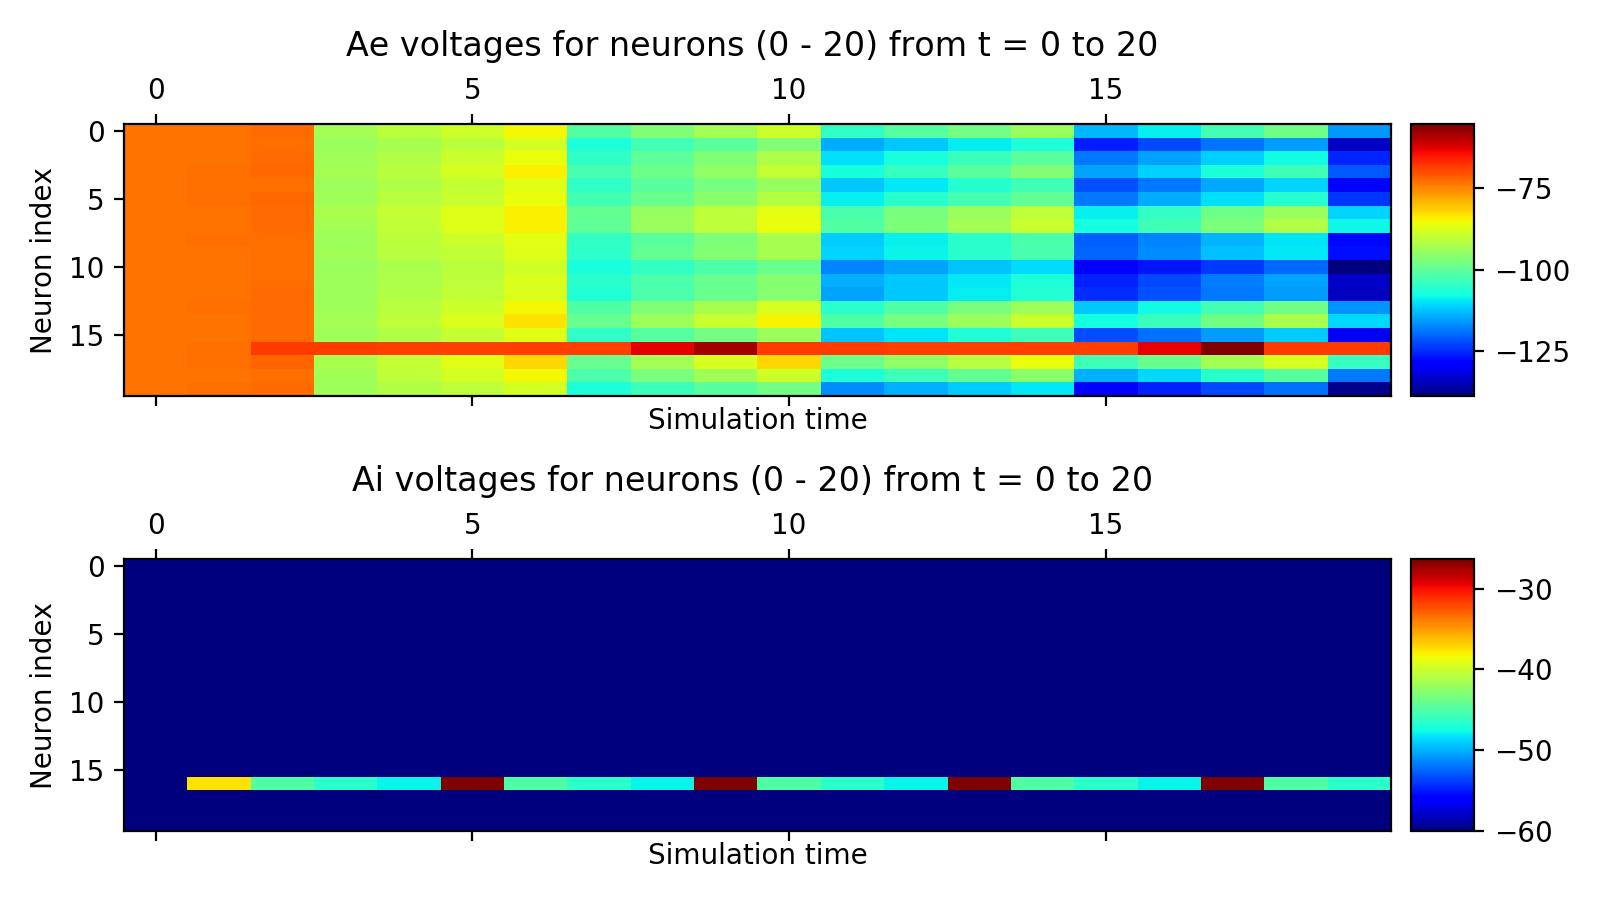 Ae voltages for neurons (0 - 20) from t = 0 to 20
0 5 10 15
Neuron index
0
5
10
15
−75
−100
−125
Simulation time
Ai voltages for neurons (0 - 20) from t = 0 to 20
0 5 10 15
Neuron index
0
5
10
15
−30
−40
−50
−60
Simulation time